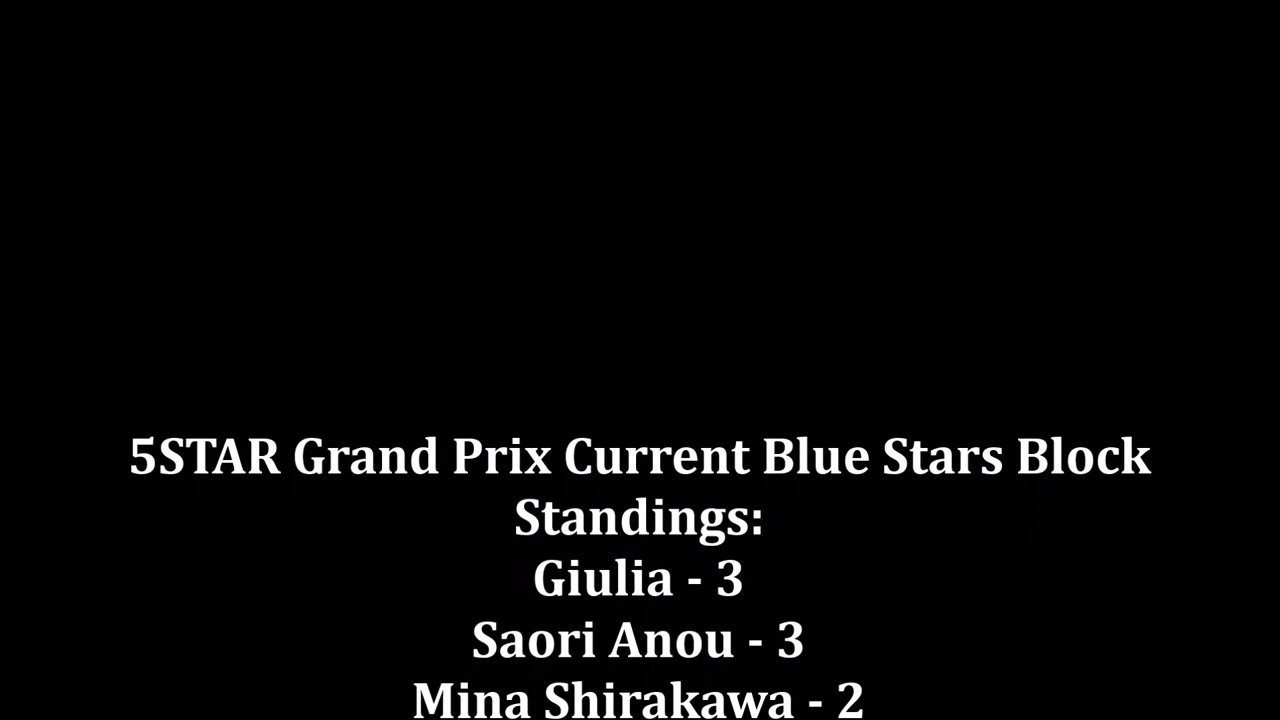 5STAR Grand Prix Current Blue Stars Block
Standings:
Giulia - 3
Saori Anou - 3
Mina Shirakawa - 2